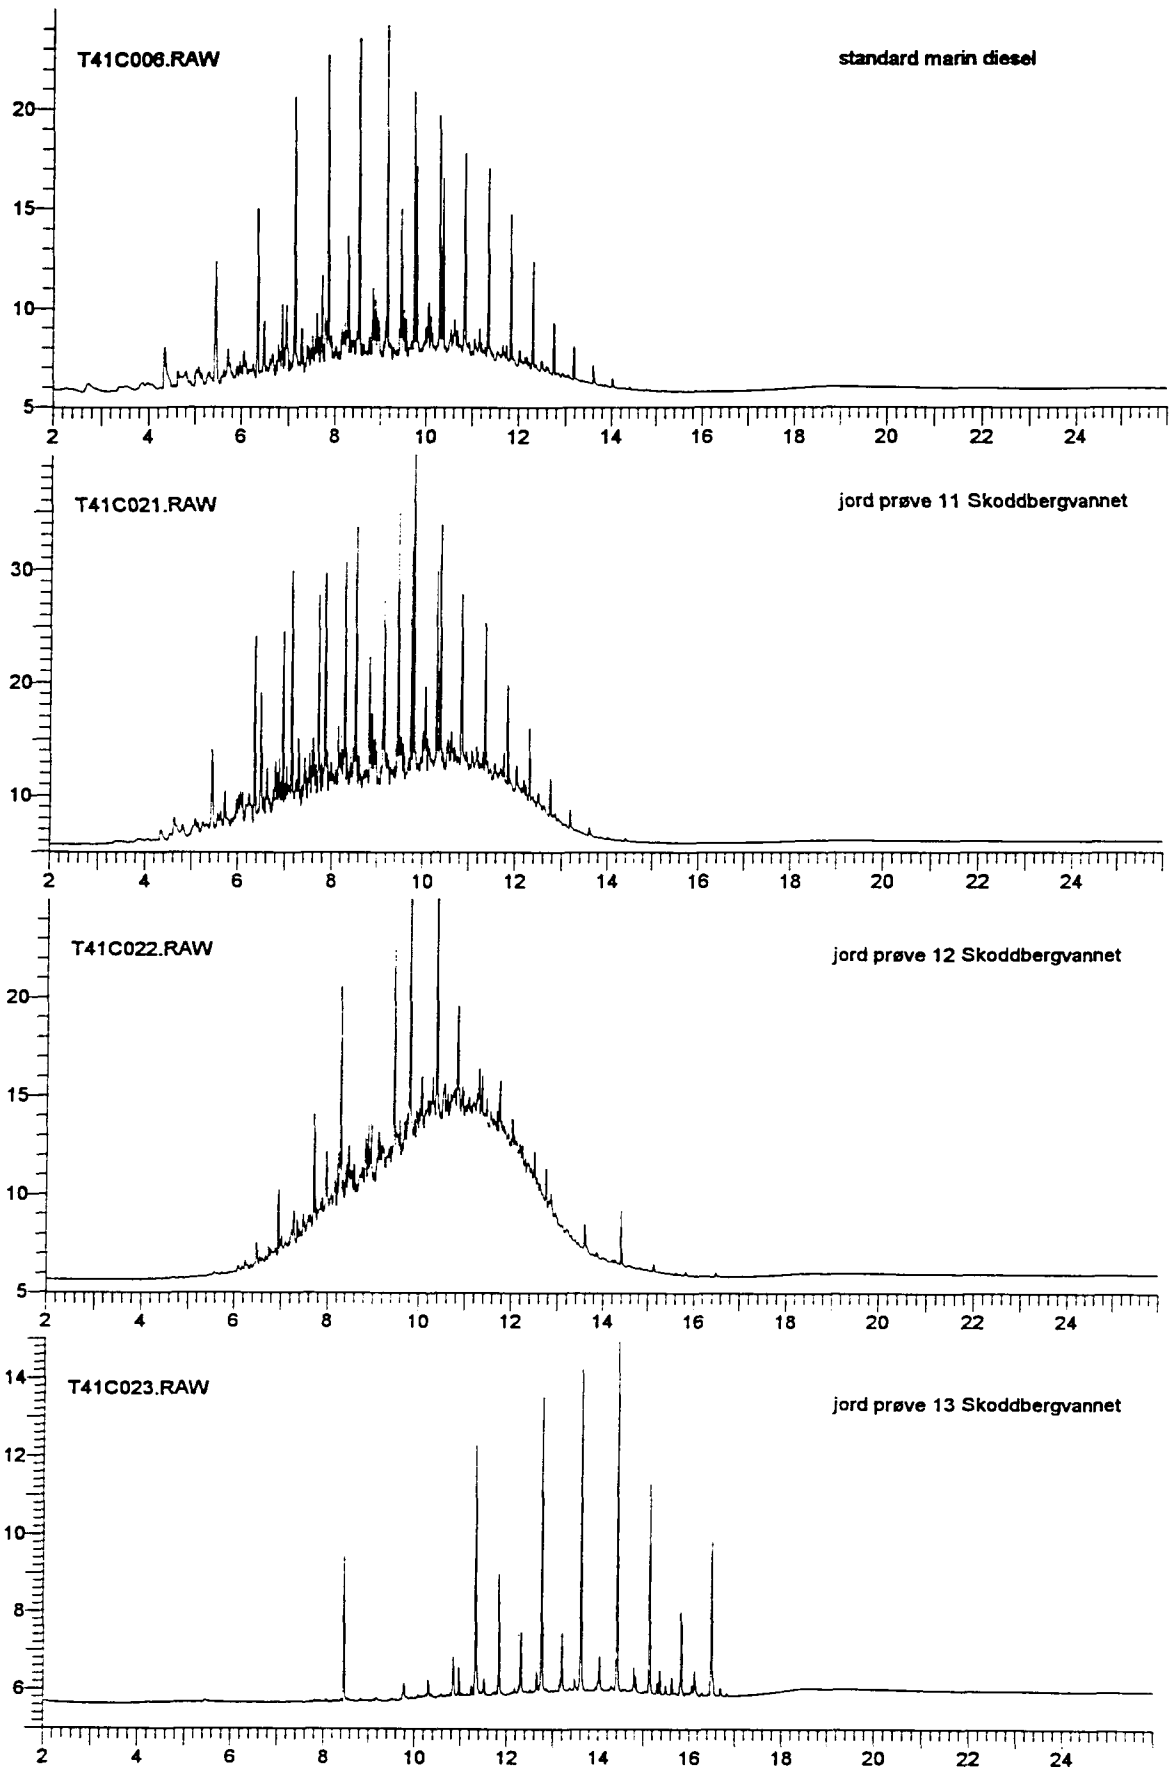 T41C006.RAW
standard marin diesel
20
15
10
5
2 4 6 8 10 12 14 16 18 20 22 24
T41C021.RAW
jord prøve 11 Skoddbergvannet
30
20
10
2 4 6 8 10 12 14 16 18 20 22 24
T41C022.RAW
jord prøve 12 Skoddbergvannet
20
15
10
5
2 4 6 8 10 12 14 16 18 20 22 24
T41C023.RAW
jord prøve 13 Skoddbergvannet
14
12
10
8
6
2 4 6 8 10 12 14 16 18 20 22 24